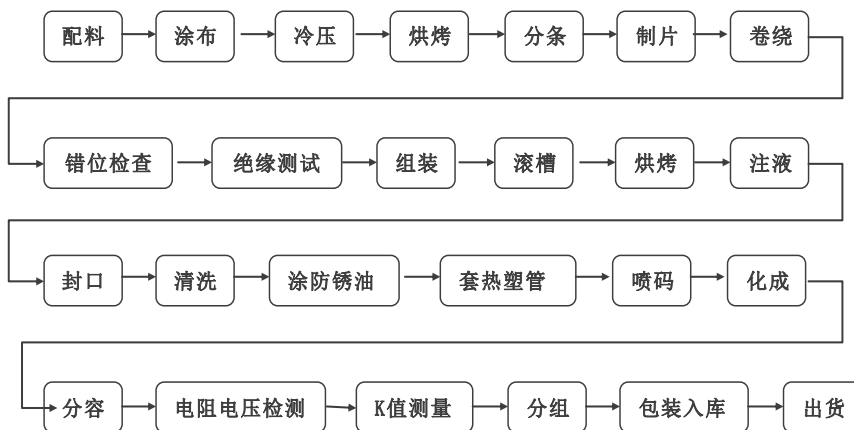 配料 涂布 冷压 烘烤 分条 制片 卷绕
错位检查 绝缘测试 组装 滚槽 烘烤 注液
封口 清洗 涂防锈油 套热塑管 喷码 化成
分容 电阻电压检测 K值测量 分组 包装入库 出货